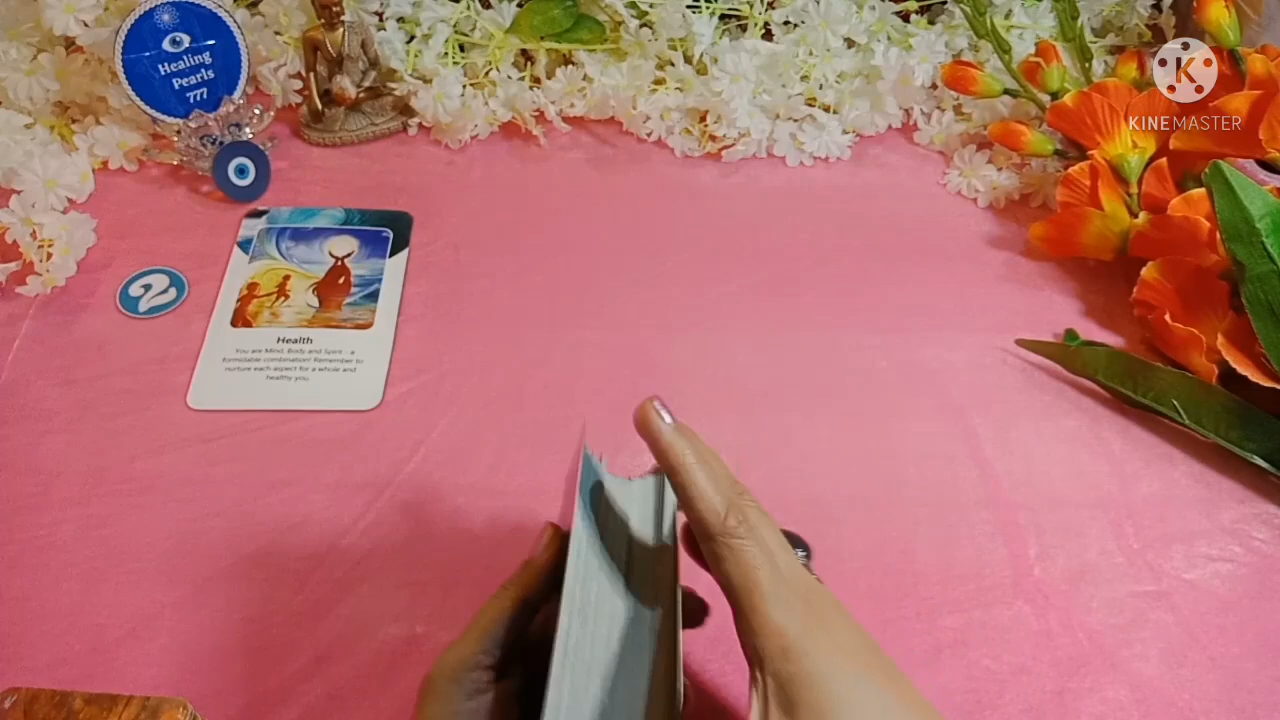 Healing
Pearls
777
KINEMASTER
2
Health
You are Mind, Body and Spirit - a
formidable combination! Remember to
nurture each aspect for a whole and
healthy you.